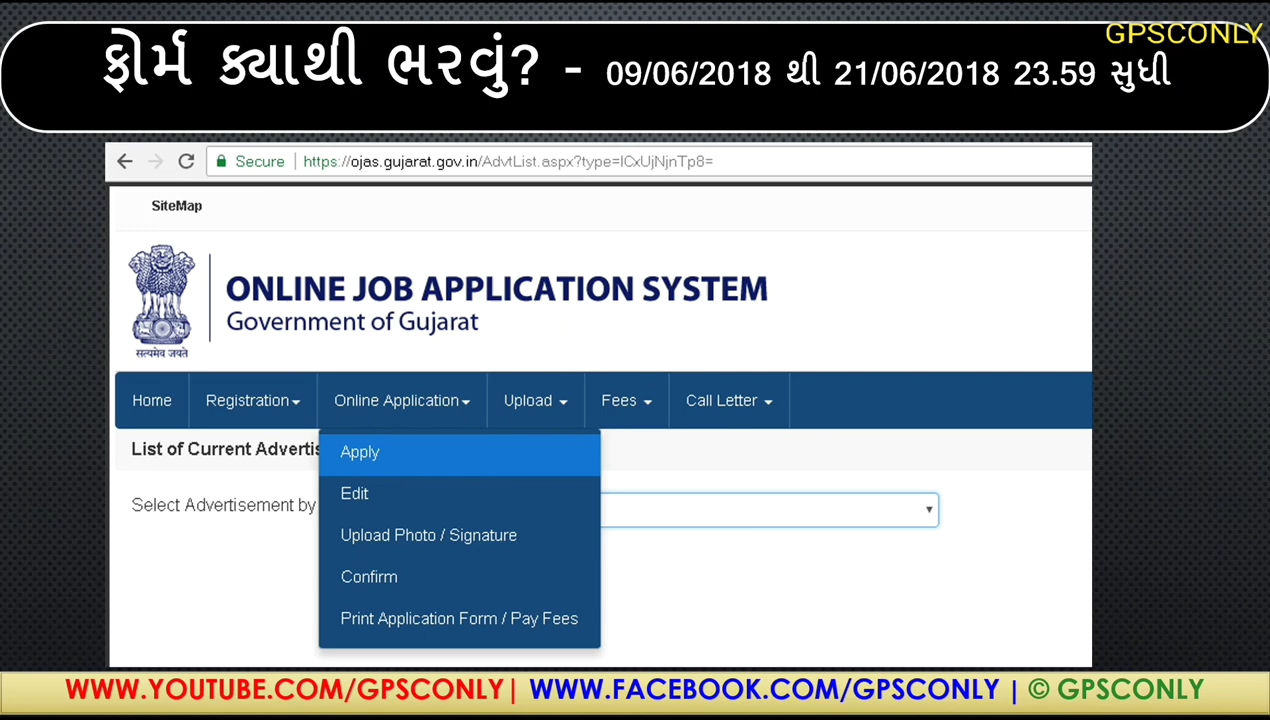 GPSCONLY
ફોર્મ ક્યાથી ભરવું? - 09/06/2018 થી 21/06/2018 23.59 સુધી
Secure | https://ojas.gujarat.gov.in/AdvtList.aspx?type=ICxUjNjnTp8=
SiteMap
ONLINE JOB APPLICATION SYSTEM
Government of Gujarat
सत्यमेव जयते
Home Registration Online Application Upload Fees Call Letter
List of Current Advertis
Apply
Edit
Select Advertisement by
Upload Photo / Signature
Confirm
Print Application Form / Pay Fees
WWW.YOUTUBE.COM/GPSCONLY| WWW.FACEBOOK.COM/GPSCONLY | © GPSCONLY